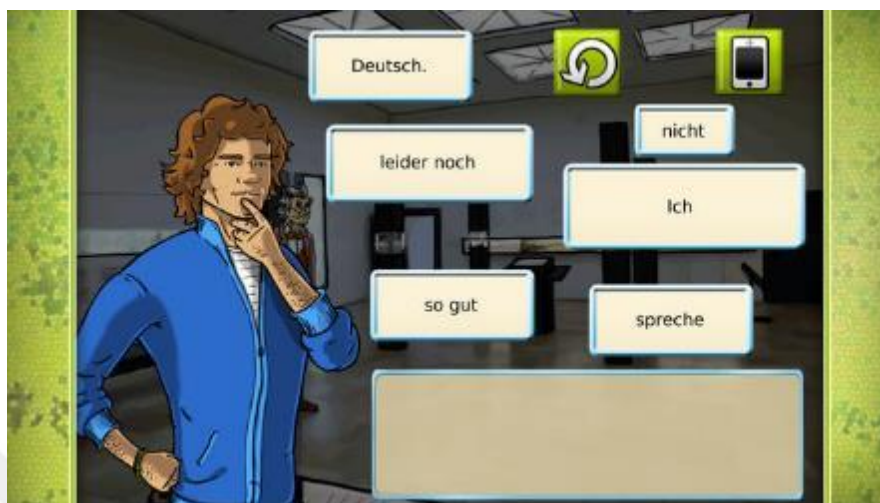 Deutsch.
nicht
leider noch
Ich
so gut
spreche